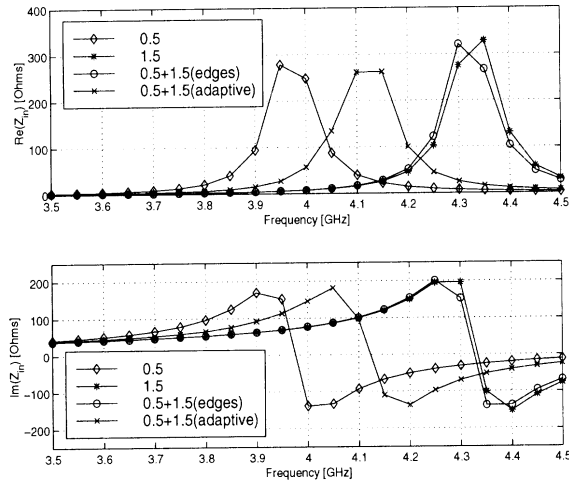 400
300
200
100
0
Re(Z_in) [Ohms]
0.5
1.5
0.5+1.5(edges)
0.5+1.5(adaptive)
3.5 3.6 3.7 3.8 3.9 4 4.1 4.2 4.3 4.4 4.5
Frequency [GHz]
200
100
0
-100
-200
Im(Z_in) [Ohms]
0.5
1.5
0.5+1.5(edges)
0.5+1.5(adaptive)
3.5 3.6 3.7 3.8 3.9 4 4.1 4.2 4.3 4.4 4.5
Frequency [GHz]